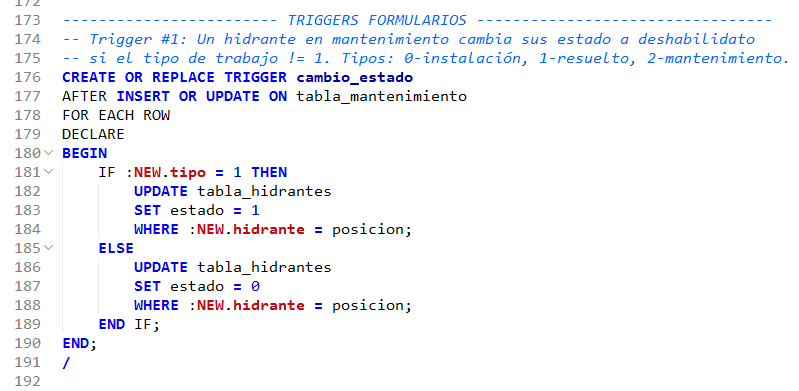 172
173 ------------------------ TRIGGERS FORMULARIOS ---------------------------------
174 -- Trigger #1: Un hidrante en mantenimiento cambia sus estado a deshabilidato
175 -- si el tipo de trabajo != 1. Tipos: 0-instalación, 1-resuelto, 2-mantenimiento.
176 CREATE OR REPLACE TRIGGER cambio_estado
177 AFTER INSERT OR UPDATE ON tabla_mantenimiento
178 FOR EACH ROW
179 DECLARE
180 BEGIN
181     IF :NEW.tipo = 1 THEN
182         UPDATE tabla_hidrantes
183         SET estado = 1
184         WHERE :NEW.hidrante = posicion;
185     ELSE
186         UPDATE tabla_hidrantes
187         SET estado = 0
188         WHERE :NEW.hidrante = posicion;
189     END IF;
190 END;
191 /
192